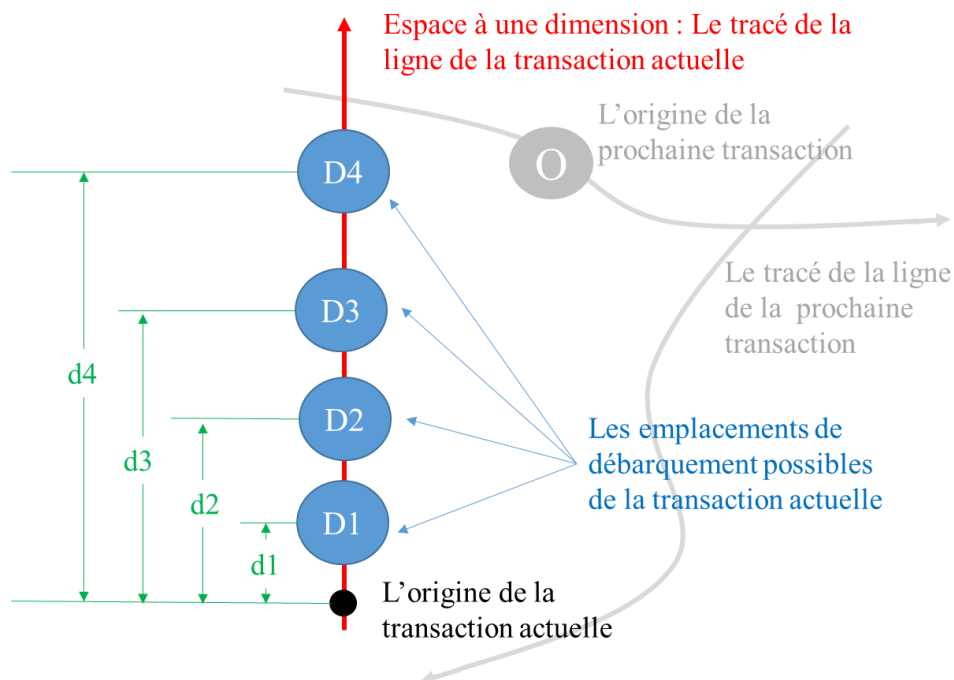 Espace à une dimension : Le tracé de la
ligne de la transaction actuelle
L'origine de la
prochaine transaction
O
D4
Le tracé de la ligne
de la prochaine
transaction
D3
d4
D2
Les emplacements de
débarquement possibles
de la transaction actuelle
d3
d2
D1
d1
L'origine de la
transaction actuelle